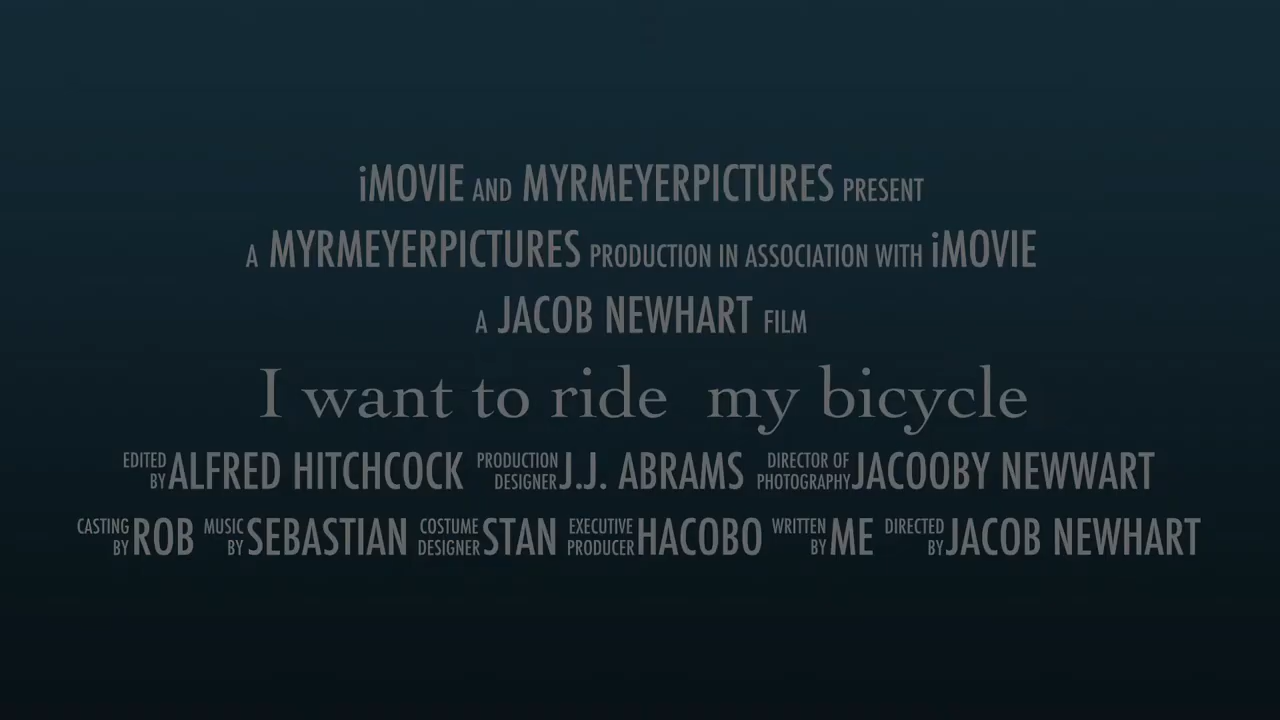 iMOVIE AND MYRMEYERPICTURES PRESENT
A MYRMEYERPICTURES PRODUCTION IN ASSOCIATION WITH iMOVIE
A JACOB NEWHART FILM
I want to ride  my bicycle
EDITED BY ALFRED HITCHCOCK PRODUCTION DESIGNER J.J. ABRAMS DIRECTOR OF PHOTOGRAPHY JACOOBY NEWWART
CASTING BY ROB MUSIC BY SEBASTIAN COSTUME DESIGNER STAN EXECUTIVE PRODUCER HACOBO WRITTEN BY ME DIRECTED BY JACOB NEWHART